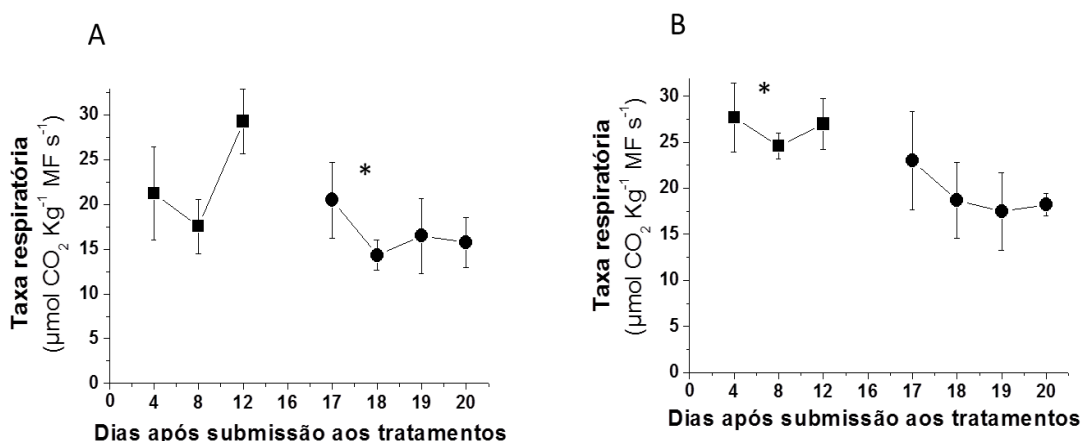 A
Taxa respiratória
(µmol CO₂ Kg⁻¹ MF s⁻¹)
30
25
20
15
10
5
0
*
0 4 8 12 16 17 18 19 20
Dias após submissão aos tratamentos
B
Taxa respiratória
(µmol CO₂ Kg⁻¹ MF s⁻¹)
30
25
20
15
10
5
0
*
0 4 8 12 16 17 18 19 20
Dias após submissão aos tratamentos